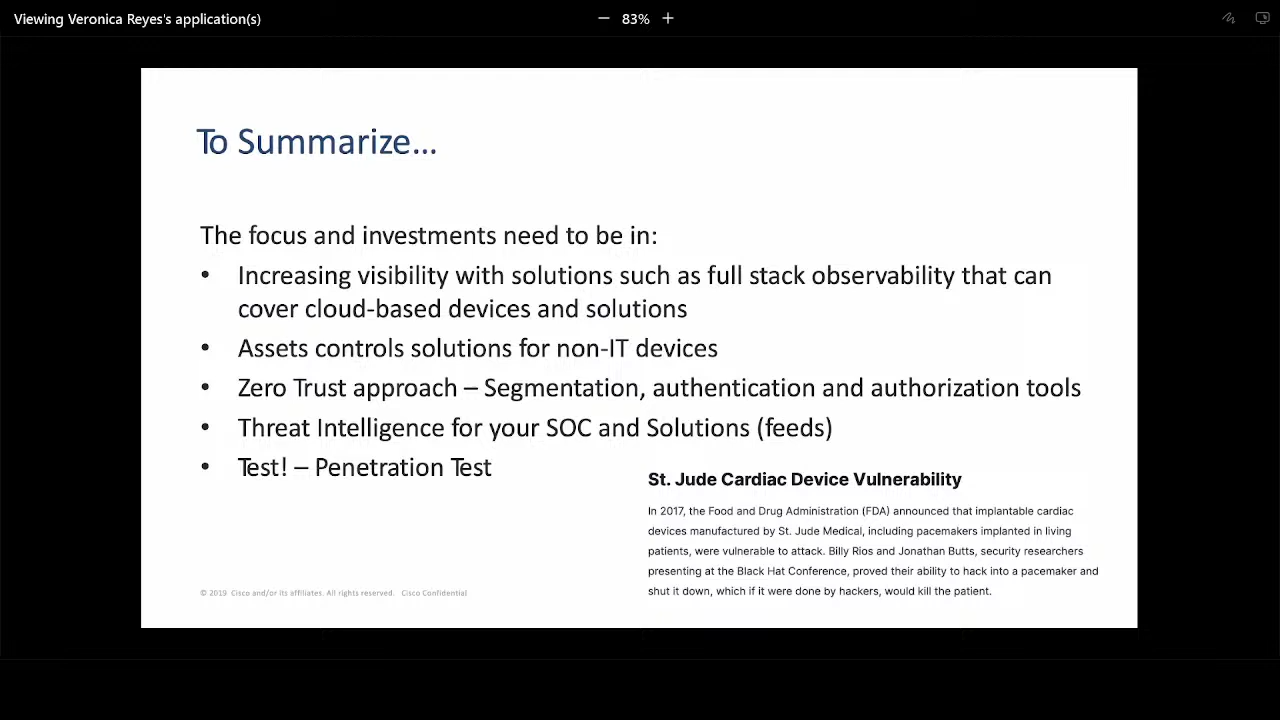 Viewing Veronica Reyes's application(s)
83%
To Summarize...
The focus and investments need to be in:
• Increasing visibility with solutions such as full stack observability that can
cover cloud-based devices and solutions
• Assets controls solutions for non-IT devices
• Zero Trust approach – Segmentation, authentication and authorization tools
• Threat Intelligence for your SOC and Solutions (feeds)
• Test! – Penetration Test
St. Jude Cardiac Device Vulnerability
In 2017, the Food and Drug Administration (FDA) announced that implantable cardiac
devices manufactured by St. Jude Medical, including pacemakers implanted in living
patients, were vulnerable to attack. Billy Rios and Jonathan Butts, security researchers
presenting at the Black Hat Conference, proved their ability to hack into a pacemaker and
shut it down, which if it were done by hackers, would kill the patient.
© 2019 Cisco and/or its affiliates. All rights reserved. Cisco Confidential